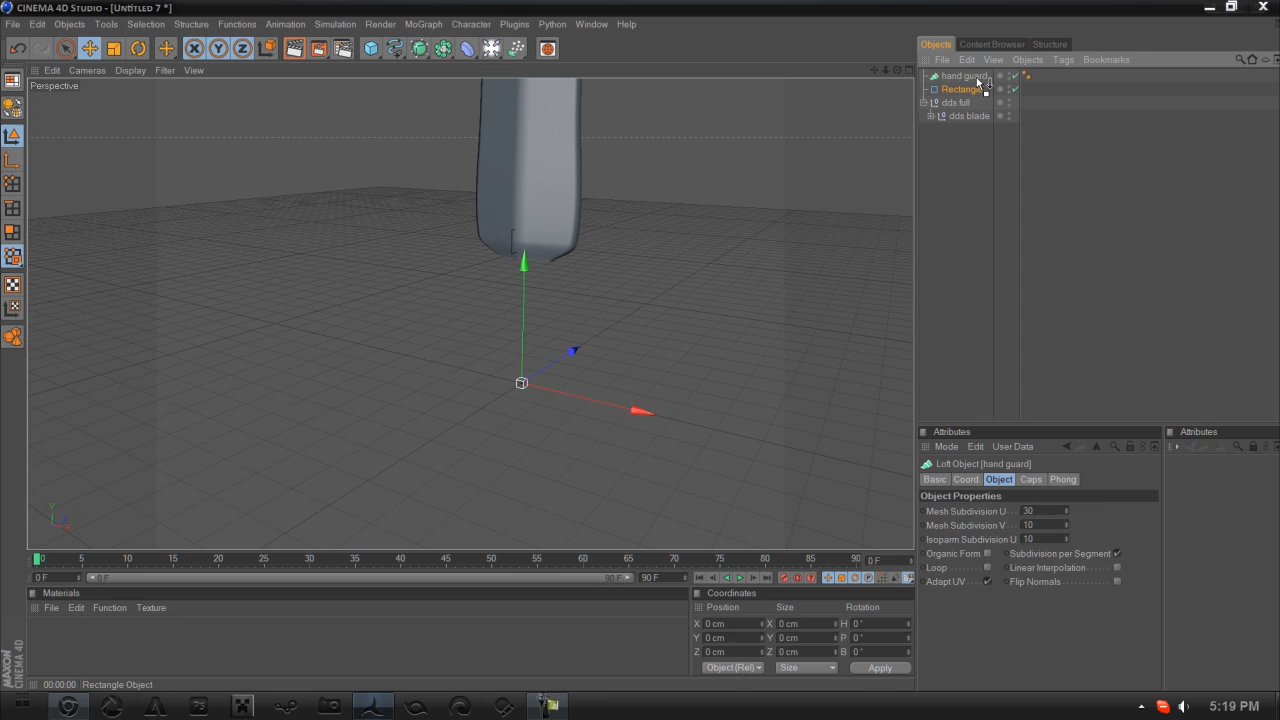 CINEMA 4D Studio - [Untitled 7 *]
File Edit Objects Tools Selection Structure Functions Animation Simulation Render MoGraph Character Plugins Python Window Help
X Y Z
Edit Cameras Display Filter View
Perspective
Y
Z
X
Objects Content Browser Structure
File Edit View Objects Tags Bookmarks
hand guard
Rectangle
dds full
dds blade
Attributes
Mode Edit User Data
Loft Object [hand guard]
Basic Coord. Object Caps Phong
Object Properties
Mesh Subdivision U 30
Mesh Subdivision V 10
Isoparm Subdivision U 10
Organic Form Subdivision per Segment
Loop Linear Interpolation
Adapt UV Flip Normals
Attributes
0 5 10 15 20 25 30 35 40 45 50 55 60 65 70 75 80 85 90 0 F
0 F 0 F 90 F 90 F
Materials
File Edit Function Texture
Coordinates
Position Size Rotation
X 0 cm X 0 cm H 0 °
Y 0 cm Y 0 cm P 0 °
Z 0 cm Z 0 cm B 0 °
Object (Rel) Size Apply
MAXON CINEMA 4D
00:00:00 Rectangle Object
Ps
5:19 PM